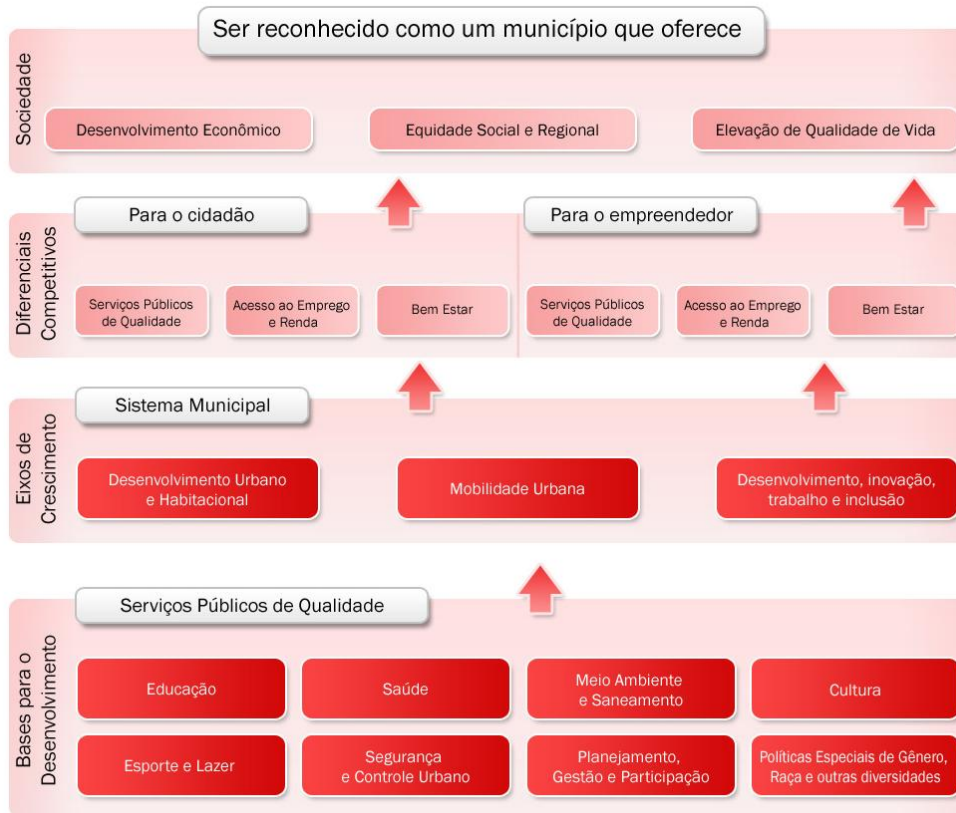 Ser reconhecido como um município que oferece
Sociedade
Desenvolvimento Econômico
Equidade Social e Regional
Elevação de Qualidade de Vida
Diferenciais
Competitivos
Para o cidadão
Serviços Públicos
de Qualidade
Acesso ao Emprego
e Renda
Bem Estar
Para o empreendedor
Serviços Públicos
de Qualidade
Acesso ao Emprego
e Renda
Bem Estar
Eixos de
Crescimento
Sistema Municipal
Desenvolvimento Urbano
e Habitacional
Mobilidade Urbana
Desenvolvimento, inovação,
trabalho e inclusão
Bases para o
Desenvolvimento
Serviços Públicos de Qualidade
Educação
Saúde
Meio Ambiente
e Saneamento
Cultura
Esporte e Lazer
Segurança
e Controle Urbano
Planejamento,
Gestão e Participação
Políticas Especiais de Gênero,
Raça e outras diversidades